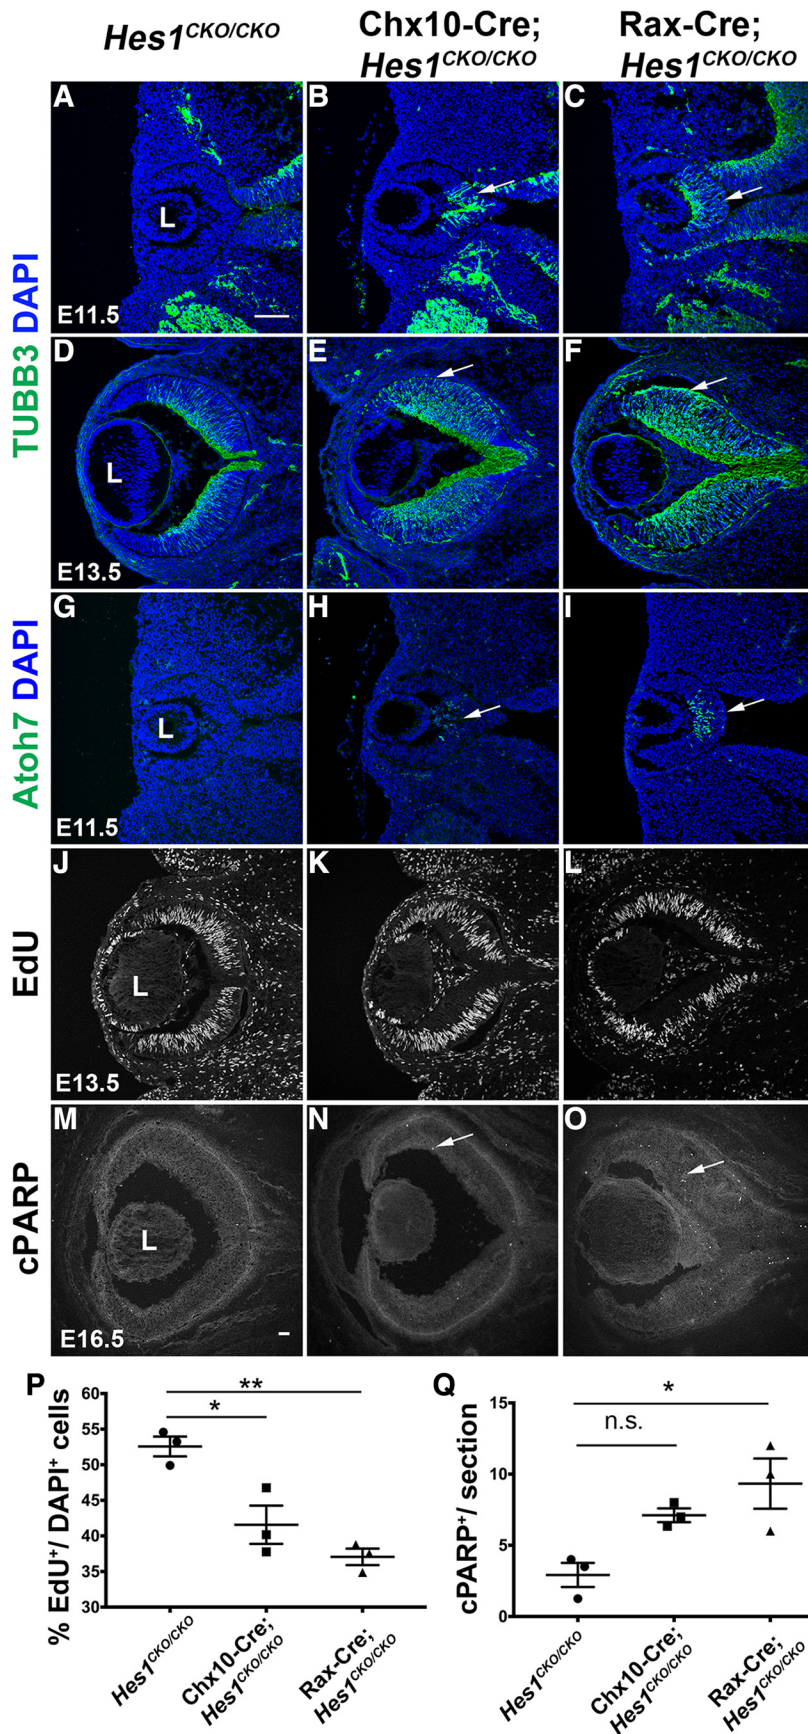 Hes1CKO/CKO
Chx10-Cre;
Hes1CKO/CKO
Rax-Cre;
Hes1CKO/CKO
TUBB3 DAPI
A
L
E11.5
B
C
D
L
E13.5
E
F
Atoh7 DAPI
G
L
E11.5
H
I
EdU
J
L
E13.5
K
L
cPARP
M
L
E16.5
N
O
P
% EdU+/ DAPI+ cells
60
55
50
45
40
35
30
**
*
Hes1CKO/CKO
Chx10-Cre;
Hes1CKO/CKO
Rax-Cre;
Hes1CKO/CKO
Q
cPARP+/ section
15
10
5
0
*
n.s.
Hes1CKO/CKO
Chx10-Cre;
Hes1CKO/CKO
Rax-Cre;
Hes1CKO/CKO